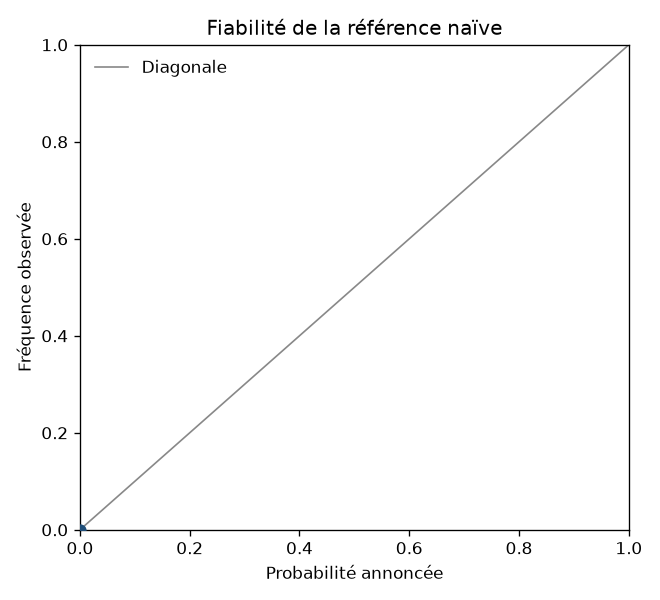 Fiabilité de la référence naïve
Diagonale
Fréquence observée
1.0
0.8
0.6
0.4
0.2
0.0
0.0 0.2 0.4 0.6 0.8 1.0
Probabilité annoncée